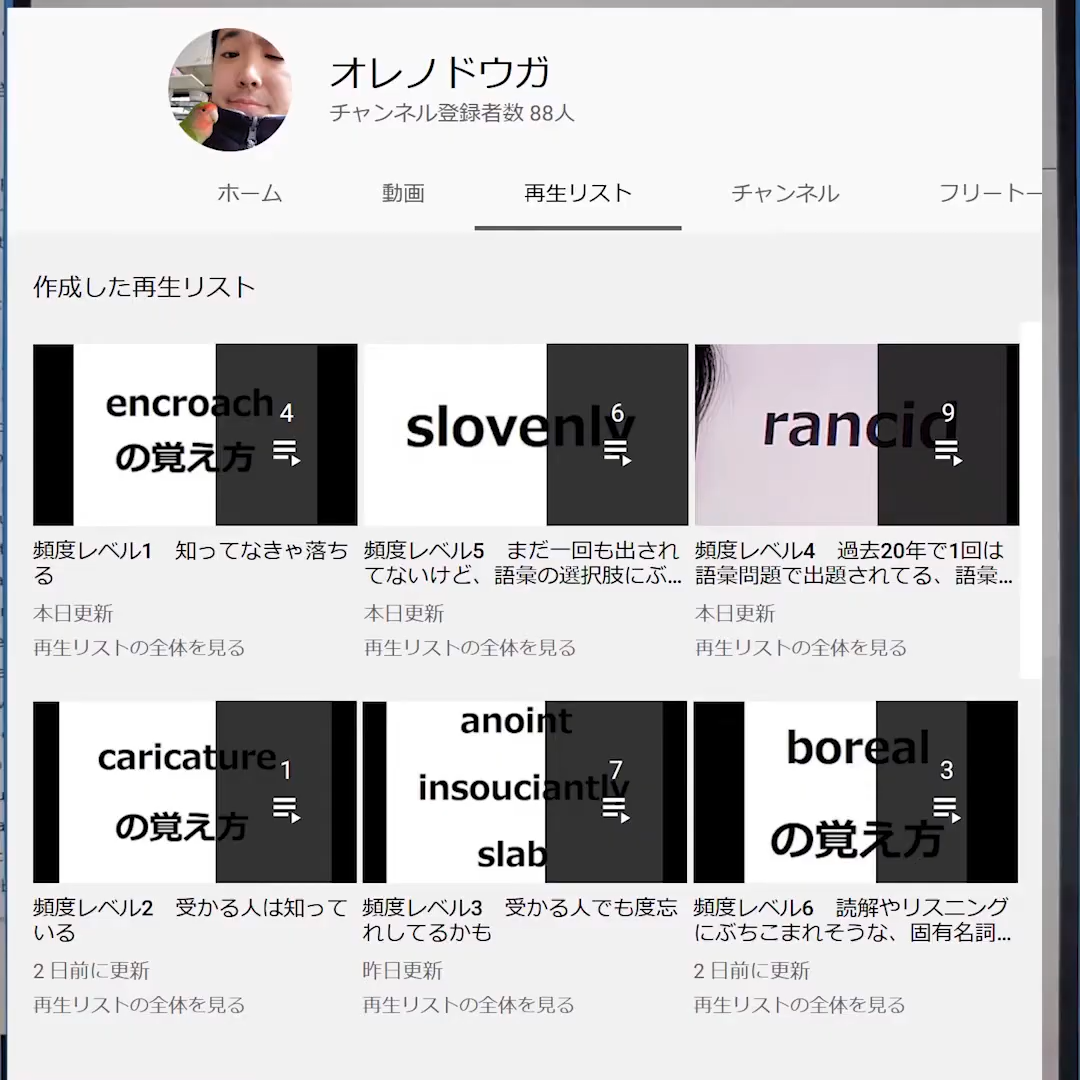 オレノドウガ
チャンネル登録者数 88人
ホーム 動画 再生リスト チャンネル フリートー
作成した再生リスト
encroach
の覚え方
4
slovenly
6
rancid
9
頻度レベル1　知ってなきゃ落ち
る
本日更新
再生リストの全体を見る
頻度レベル5　まだ一回も出され
てないけど、語彙の選択肢にぶ...
本日更新
再生リストの全体を見る
頻度レベル4　過去20年で1回は
語彙問題で出題されてる、語彙...
本日更新
再生リストの全体を見る
caricature
の覚え方
1
anoint
insouciantly
slab
7
boreal
の覚え方
3
頻度レベル2　受かる人は知って
いる
2 日前に更新
再生リストの全体を見る
頻度レベル3　受かる人でも度忘
れしてるかも
昨日更新
再生リストの全体を見る
頻度レベル6　読解やリスニング
にぶちこまれそうな、固有名詞...
2 日前に更新
再生リストの全体を見る